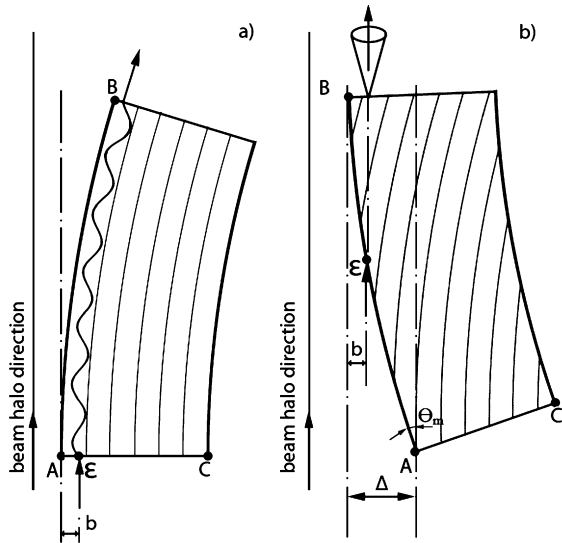 a)
B
beam halo direction
A
ε
C
b
b)
B
ε
b
beam halo direction
Θm
A
C
Δ